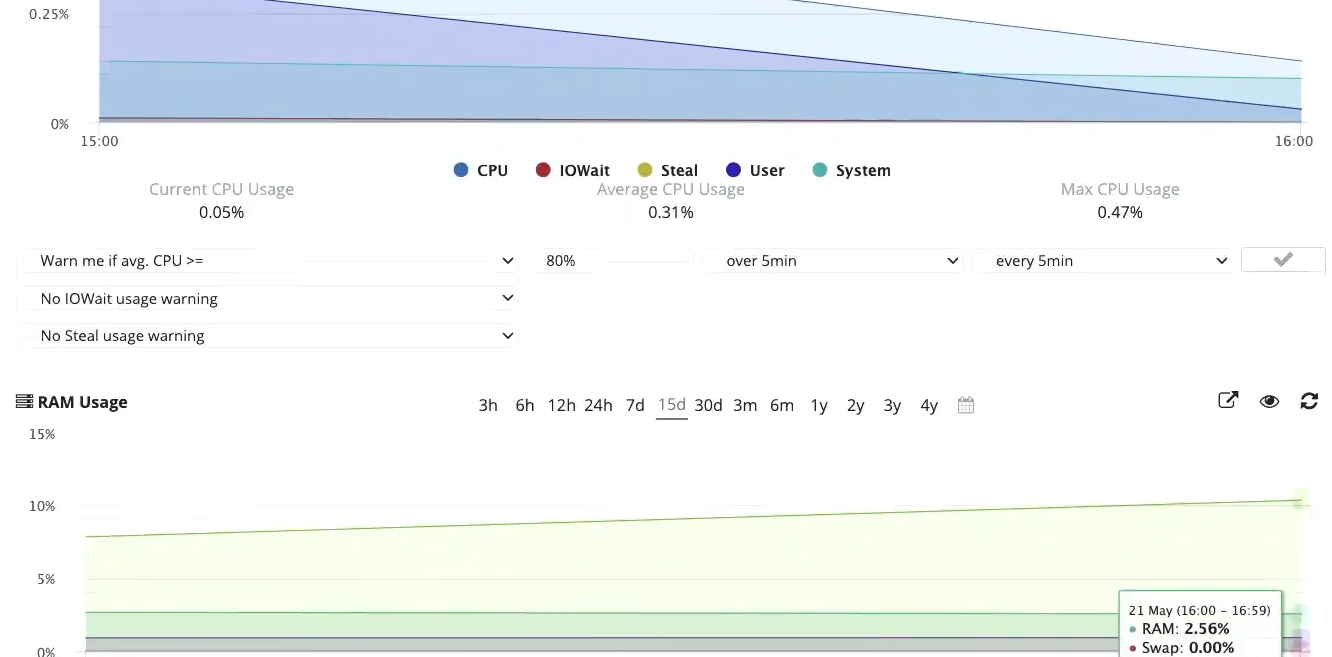 0.25%
0%
15:00 16:00
CPU IOWait Steal User System
Current CPU Usage Average CPU Usage Max CPU Usage
0.05% 0.31% 0.47%
Warn me if avg. CPU >= 80% over 5min every 5min
No IOWait usage warning
No Steal usage warning
RAM Usage 3h 6h 12h 24h 7d 15d 30d 3m 6m 1y 2y 3y 4y
15%
10%
5%
21 May (16:00 - 16:59)
RAM: 2.56%
Swap: 0.00%
0%